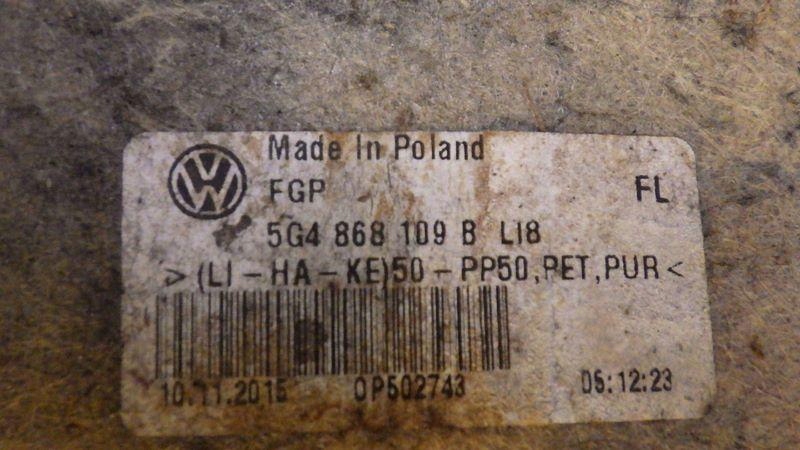 Made In Poland
FGP FL
5G4 868 109 B LI8
>(LI-HA-KE)50-PP50,PET,PUR<
10.11.2015 0P502743 05:12:23